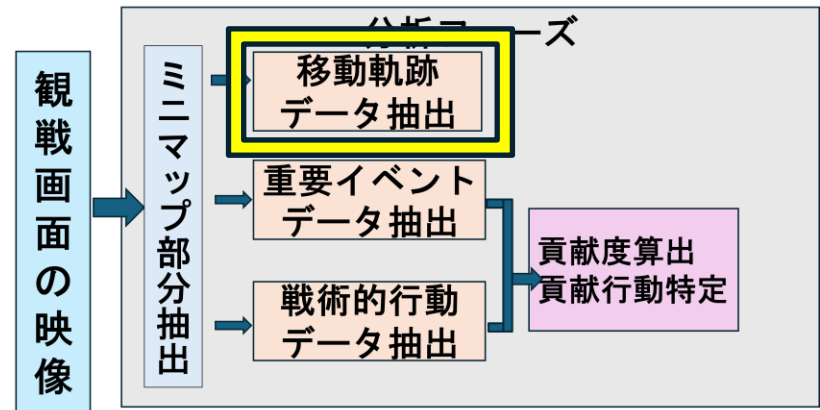 ーズ
観戦画面の映像
ミニマップ部分抽出
移動軌跡
データ抽出
重要イベント
データ抽出
戦術的行動
データ抽出
貢献度算出
貢献行動特定